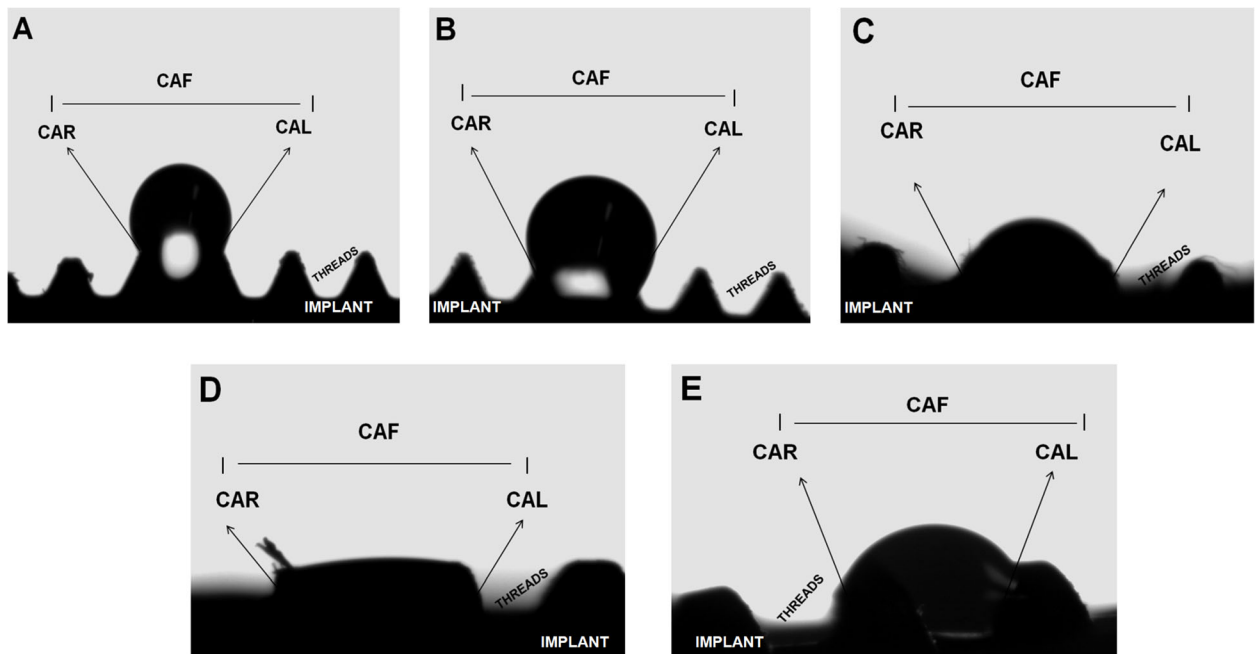 A
CAF
CAR
CAL
THREADS
IMPLANT
B
CAF
CAR
CAL
THREADS
IMPLANT
C
CAF
CAR
CAL
THREADS
IMPLANT
D
CAF
CAR
CAL
THREADS
IMPLANT
E
CAF
CAR
CAL
THREADS
IMPLANT